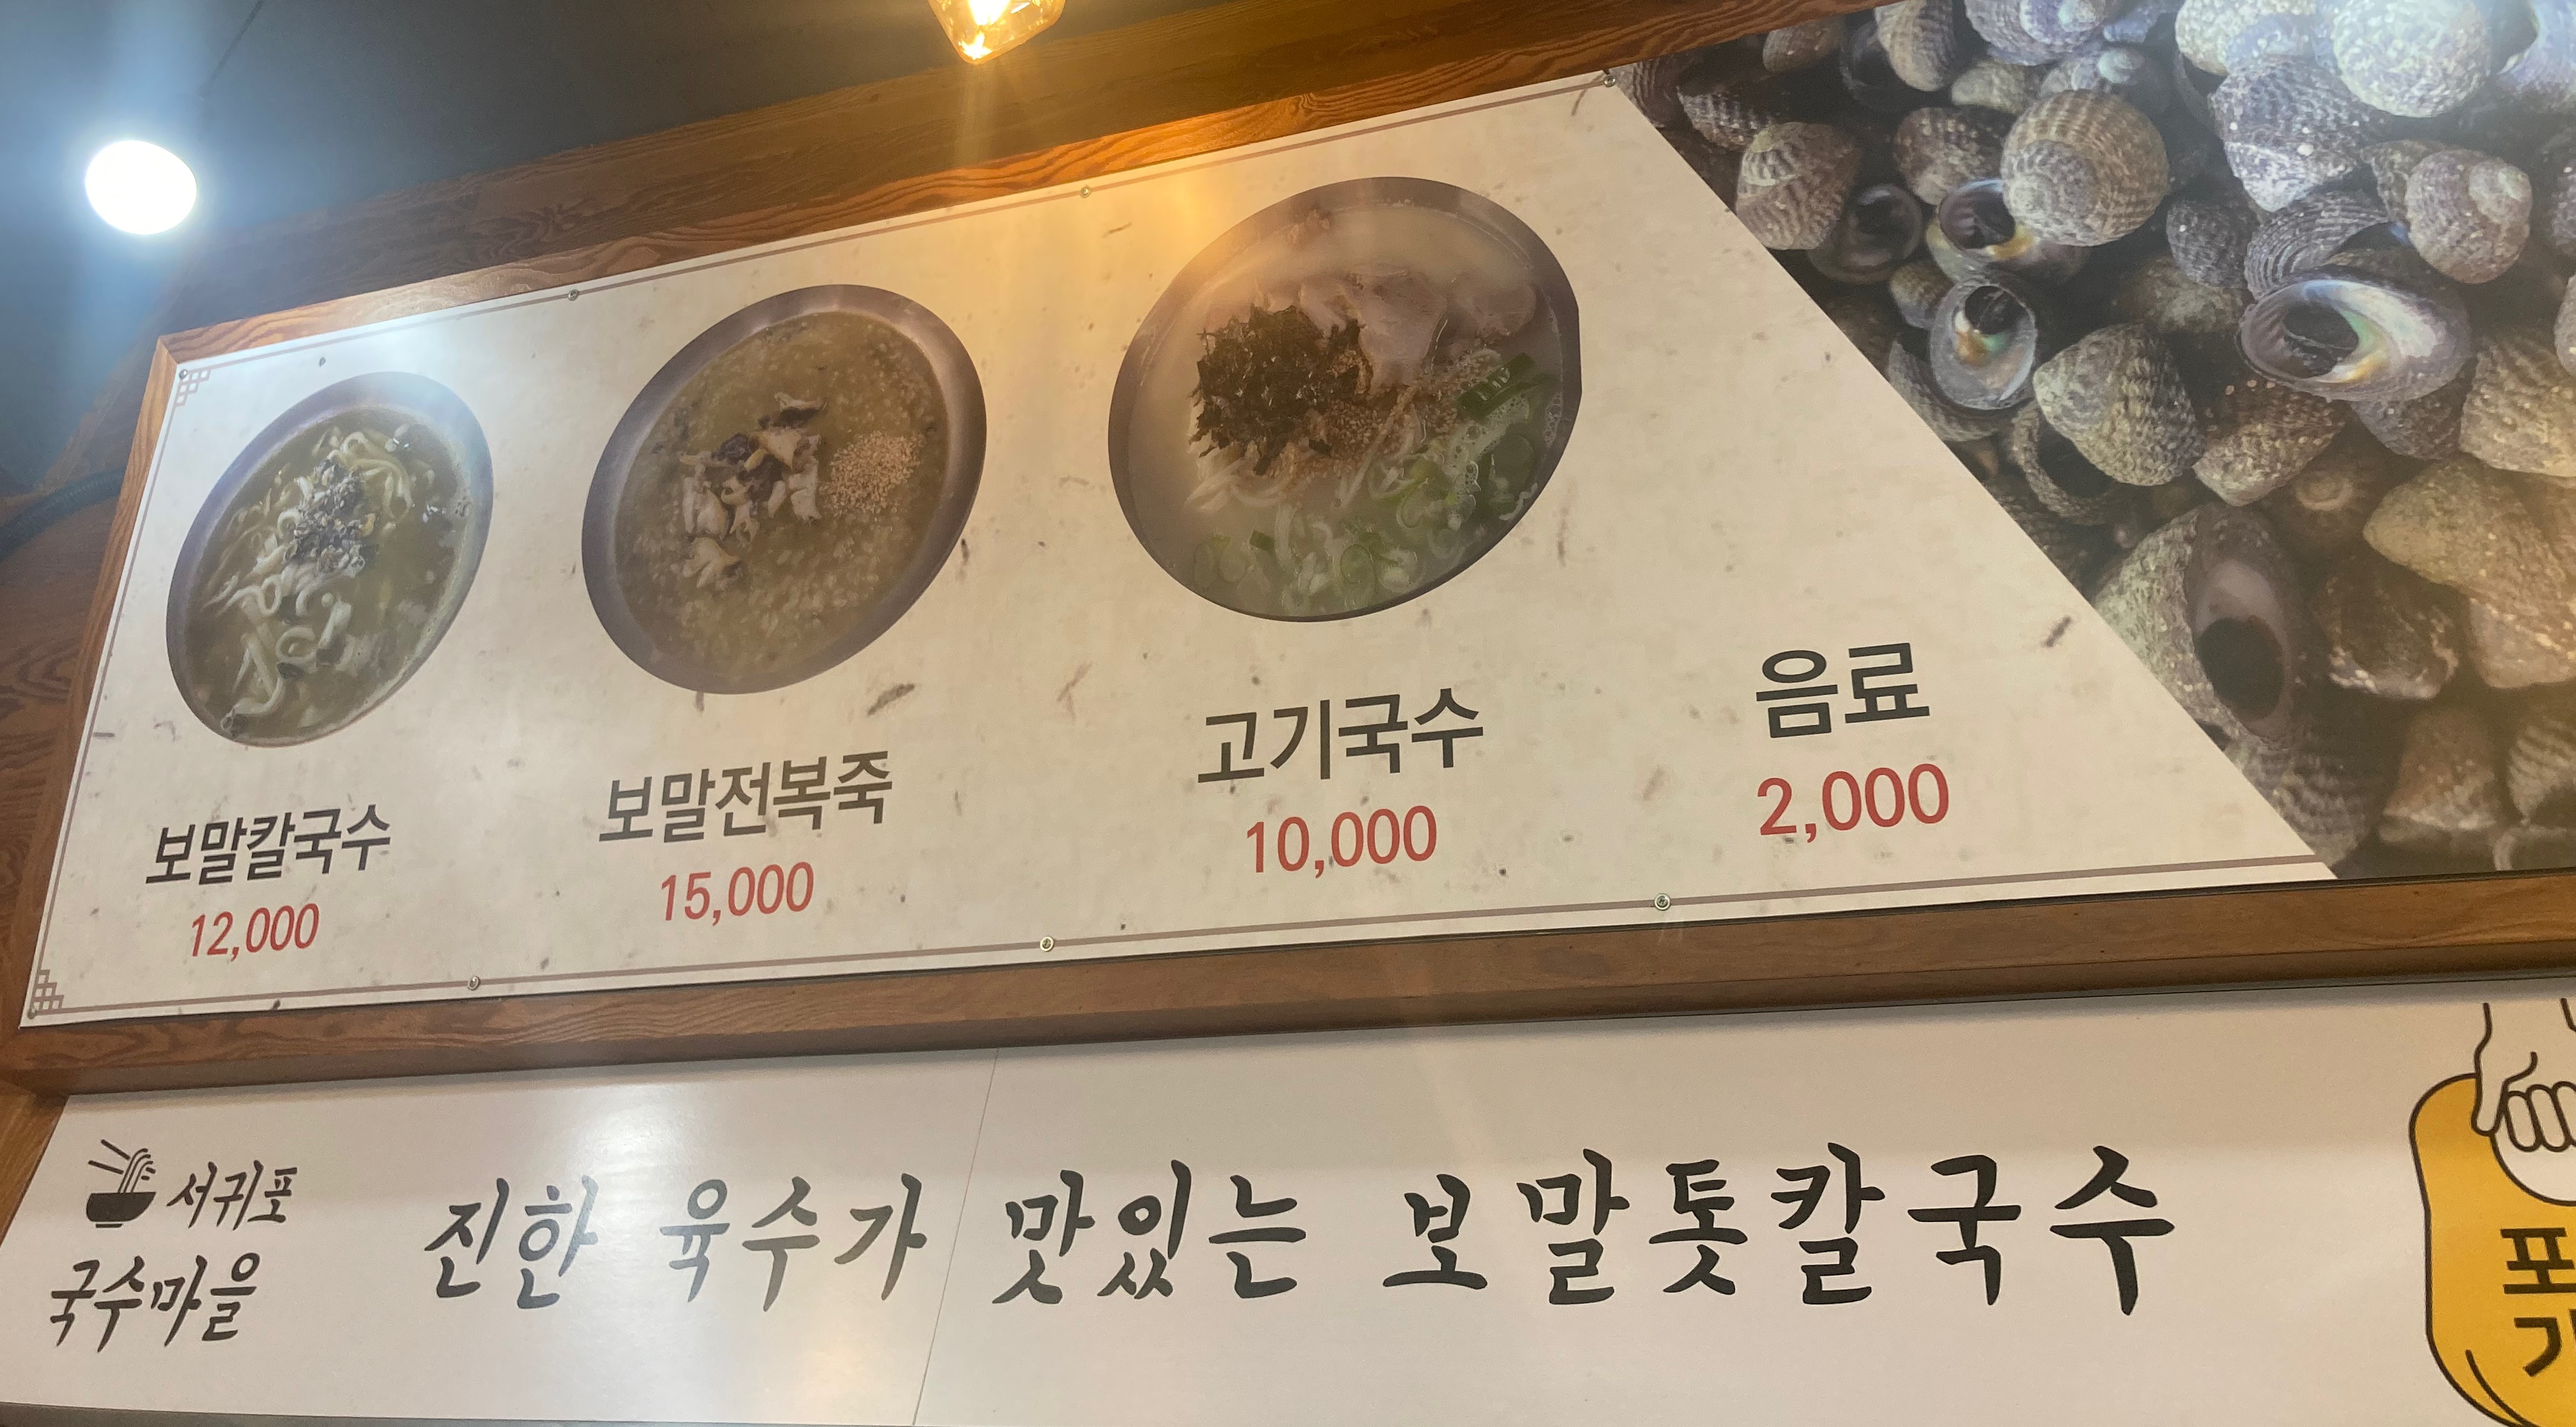 보말칼국수
12,000
보말전복죽
15,000
고기국수
10,000
음료
2,000
서귀포
국수마을
진한 육수가 맛있는 보말톳칼국수
포